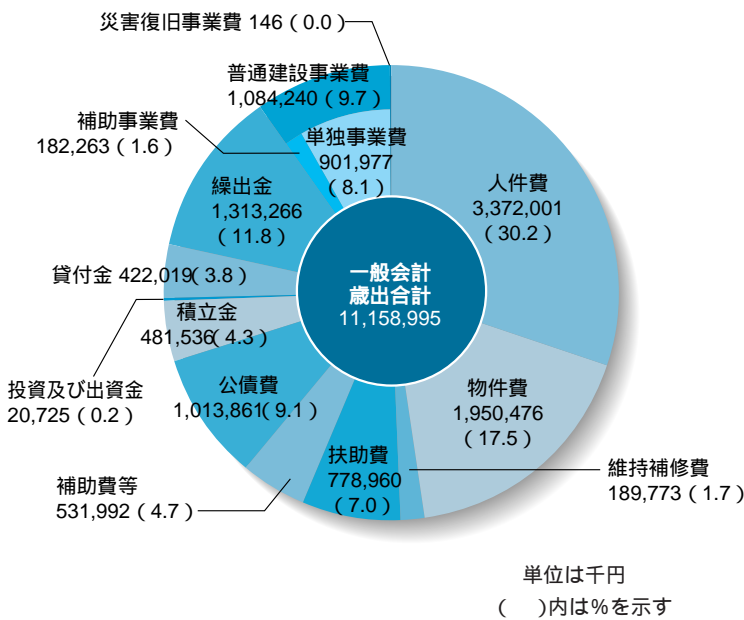 災害復旧事業費 146（0.0）
普通建設事業費
1,084,240（9.7）
補助事業費
182,263（1.6）
単独事業費
901,977
（8.1）
人件費
3,372,001
（30.2）
繰出金
1,313,266
（11.8）
貸付金 422,019（3.8）
一般会計
歳出合計
11,158,995
積立金
481,536（4.3）
投資及び出資金
20,725（0.2）
公債費
1,013,861（9.1）
物件費
1,950,476
（17.5）
補助費等
531,992（4.7）
扶助費
778,960
（7.0）
維持補修費
189,773（1.7）
単位は千円
（　）内は％を示す